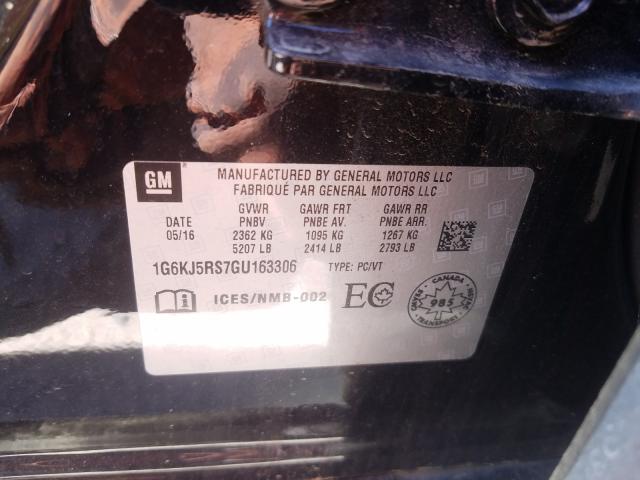 GM
MANUFACTURED BY GENERAL MOTORS LLC
FABRIQUÉ PAR GENERAL MOTORS LLC
GVWR GAWR FRT GAWR RR
DATE PNBV PNBE AV. PNBE ARR.
05/16 2362 KG 1095 KG 1267 KG
5207 LB 2414 LB 2793 LB
1G6KJ5RS7GU163306 TYPE: PC/VT
ICES/NMB-002 EC
CANADA
985
TRANSPORT